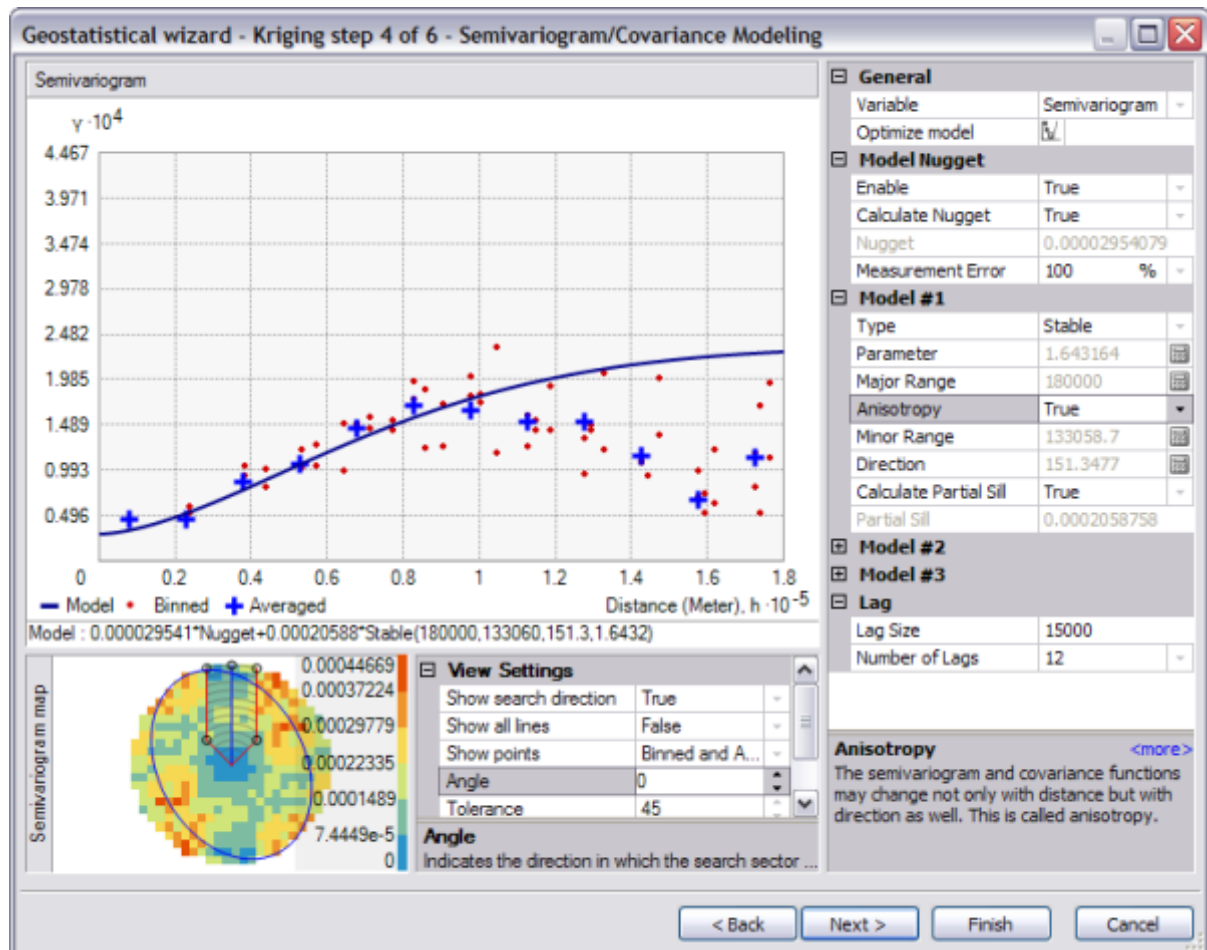 Geostatistical wizard - Kriging step 4 of 6 - Semivariogram/Covariance Modeling
Semivariogram
γ ·10⁴
4.467
3.971
3.474
2.978
2.482
1.985
1.489
0.993
0.496
0 0.2 0.4 0.6 0.8 1 1.2 1.4 1.6 1.8
Model Binned Averaged Distance (Meter), h ·10⁻⁵
Model : 0.000029541*Nugget+0.00020588*Stable(180000,133060,151.3,1.6432)
Semivariogram map
0.00044669
0.00037224
0.00029779
0.00022335
0.0001489
7.4449e-5
0
View Settings
Show search direction True
Show all lines False
Show points Binned and A...
Angle 0
Tolerance 45
Angle
Indicates the direction in which the search sector ...
General
Variable Semivariogram
Optimize model
Model Nugget
Enable True
Calculate Nugget True
Nugget 0.00002954079
Measurement Error 100 %
Model #1
Type Stable
Parameter 1.643164
Major Range 180000
Anisotropy True
Minor Range 133058.7
Direction 151.3477
Calculate Partial Sill True
Partial Sill 0.0002058758
Model #2
Model #3
Lag
Lag Size 15000
Number of Lags 12
Anisotropy <more>
The semivariogram and covariance functions
may change not only with distance but with
direction as well. This is called anisotropy.
< Back Next > Finish Cancel